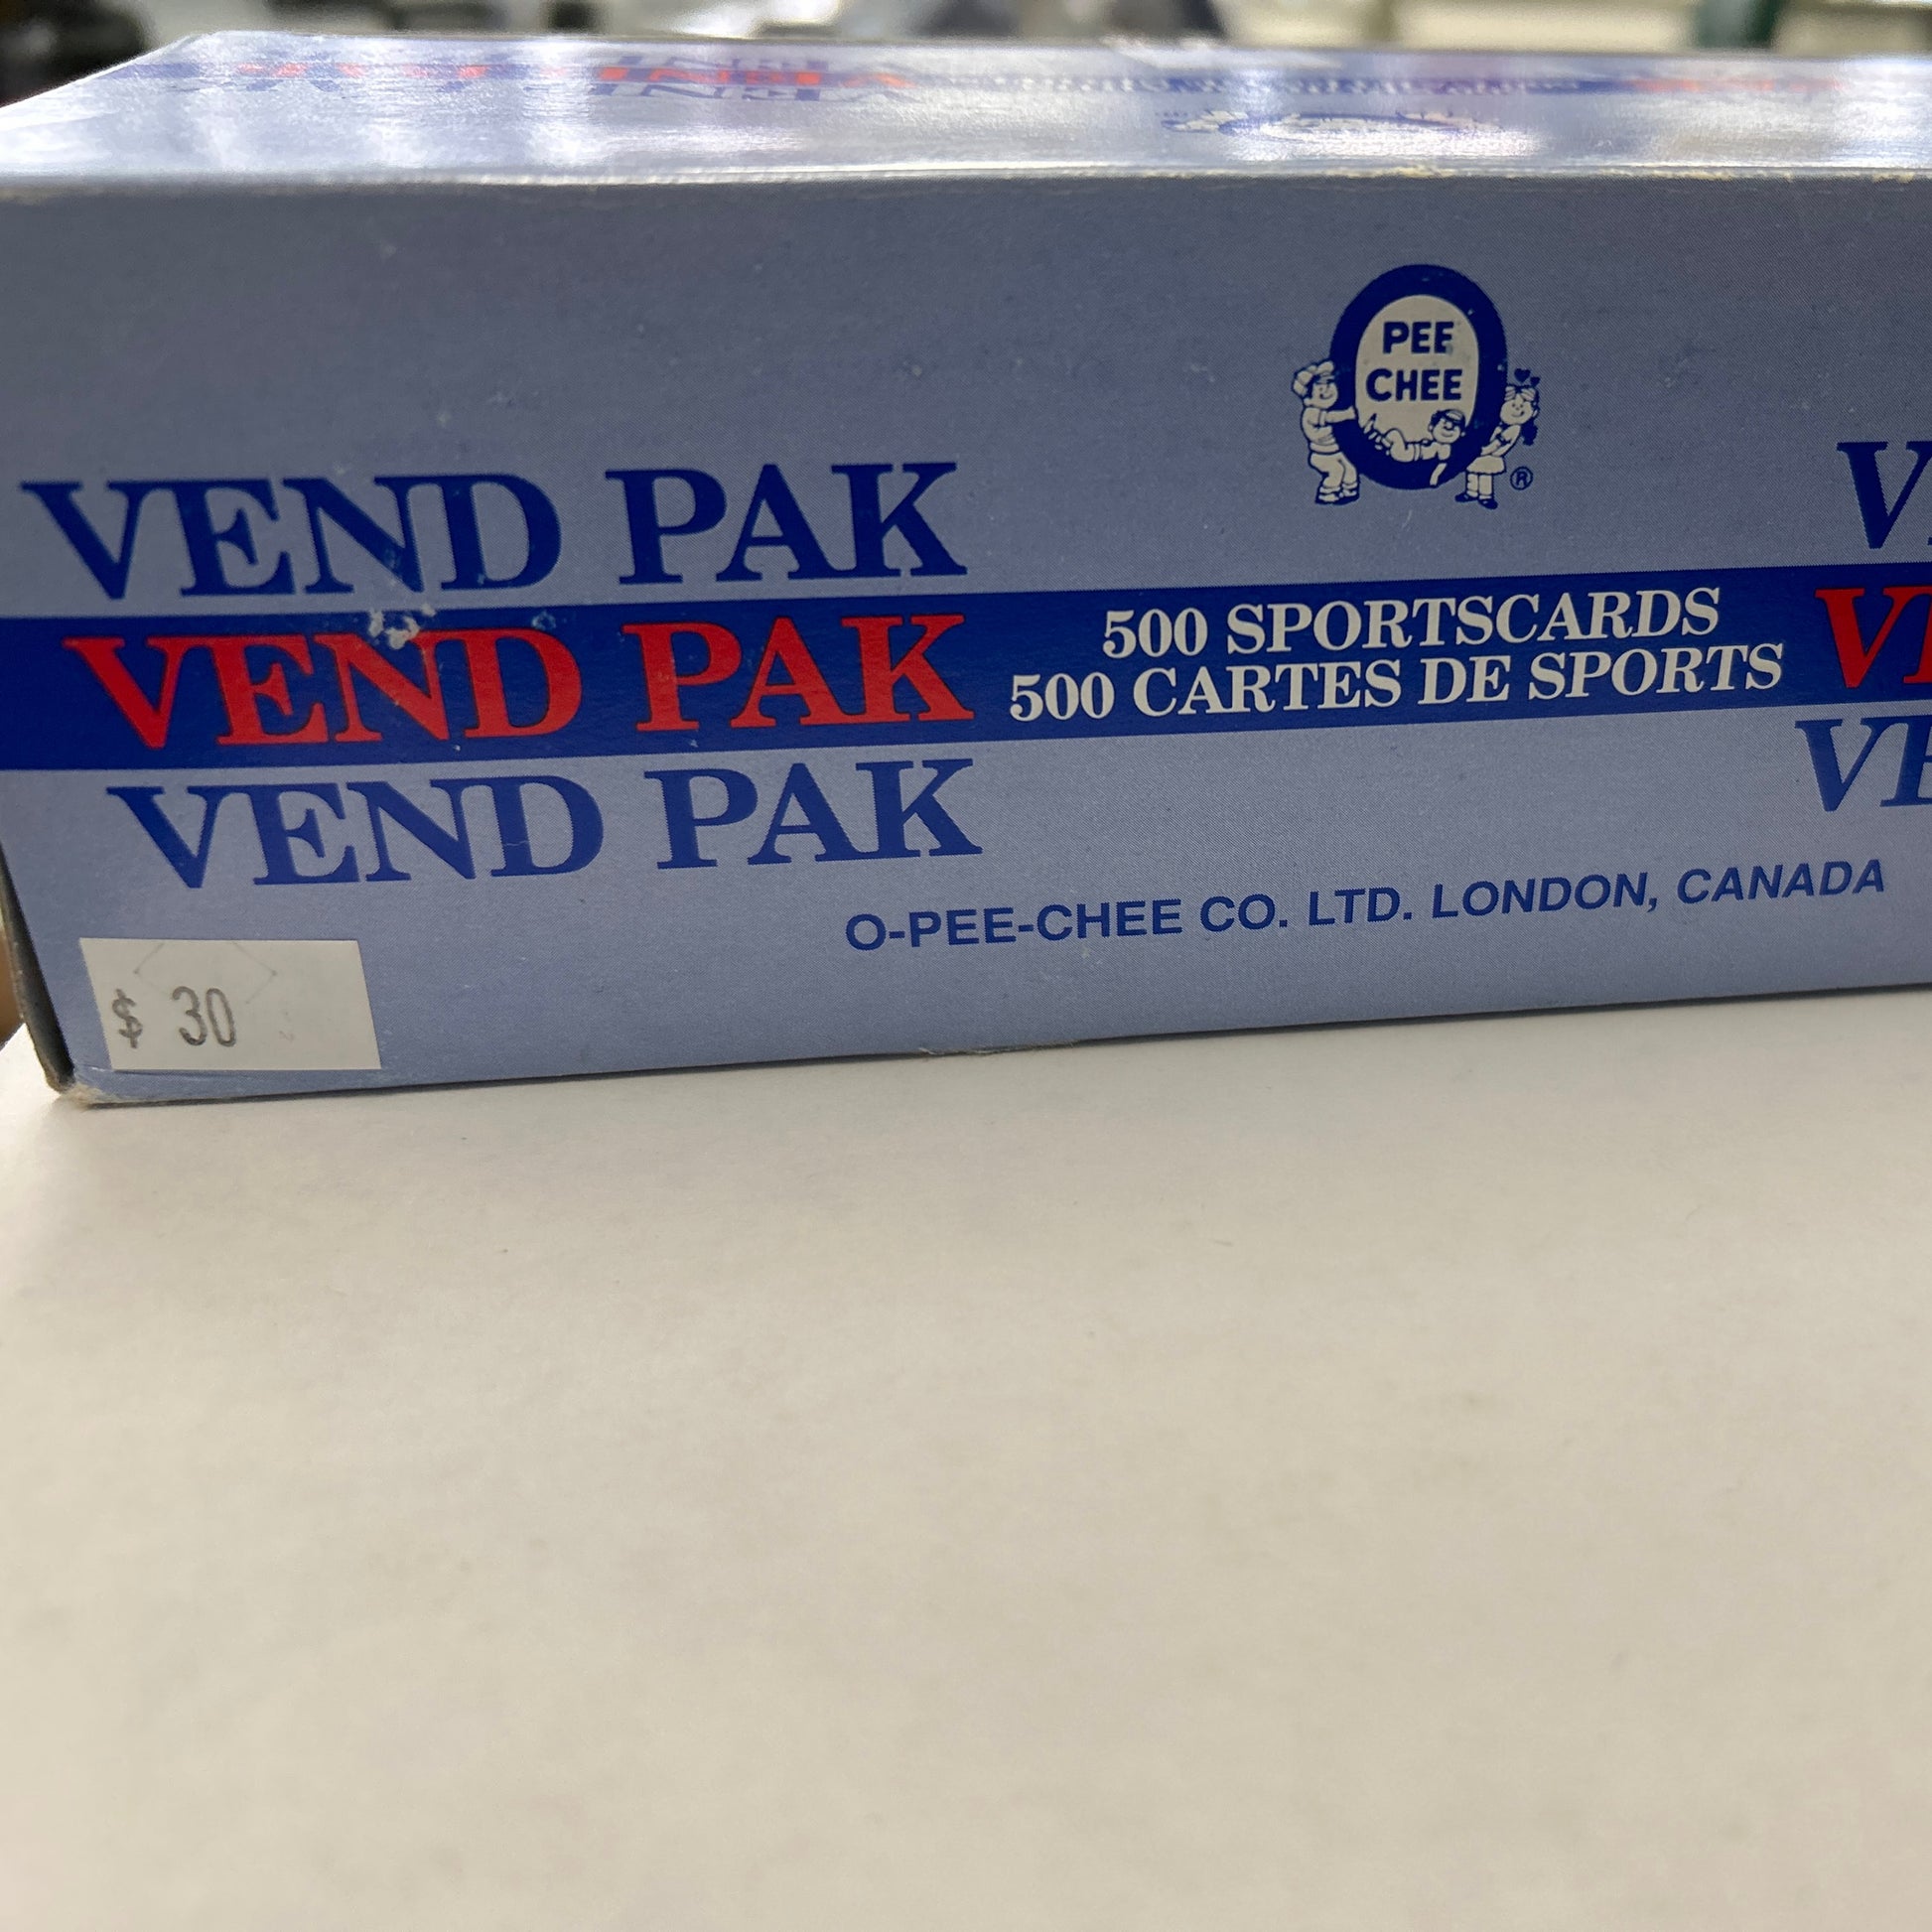 PEE
CHEE
®
VEND PAK
VEND PAK
VEND PAK
500 SPORTSCARDS
500 CARTES DE SPORTS
O-PEE-CHEE CO. LTD. LONDON, CANADA
$ 30